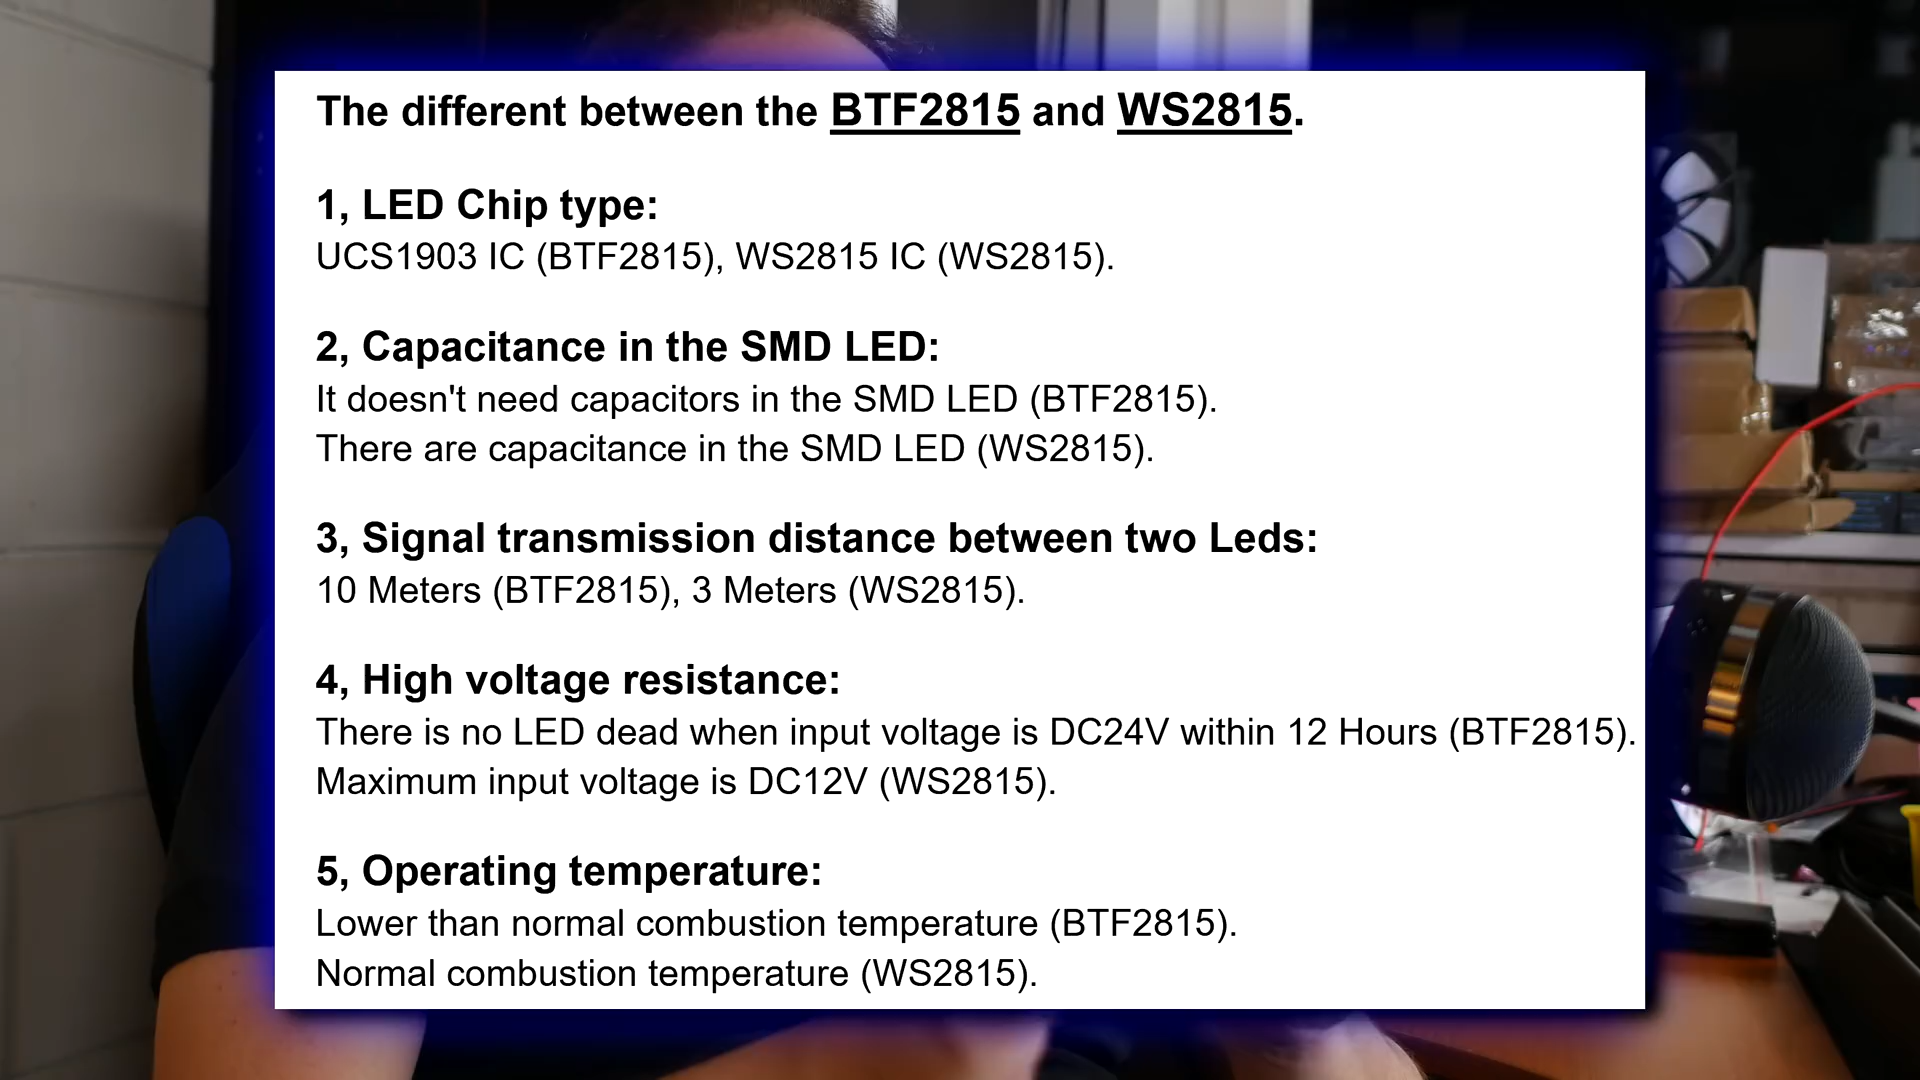 The different between the BTF2815 and WS2815.
1, LED Chip type:
UCS1903 IC (BTF2815), WS2815 IC (WS2815).
2, Capacitance in the SMD LED:
It doesn't need capacitors in the SMD LED (BTF2815).
There are capacitance in the SMD LED (WS2815).
3, Signal transmission distance between two Leds:
10 Meters (BTF2815), 3 Meters (WS2815).
4, High voltage resistance:
There is no LED dead when input voltage is DC24V within 12 Hours (BTF2815).
Maximum input voltage is DC12V (WS2815).
5, Operating temperature:
Lower than normal combustion temperature (BTF2815).
Normal combustion temperature (WS2815).